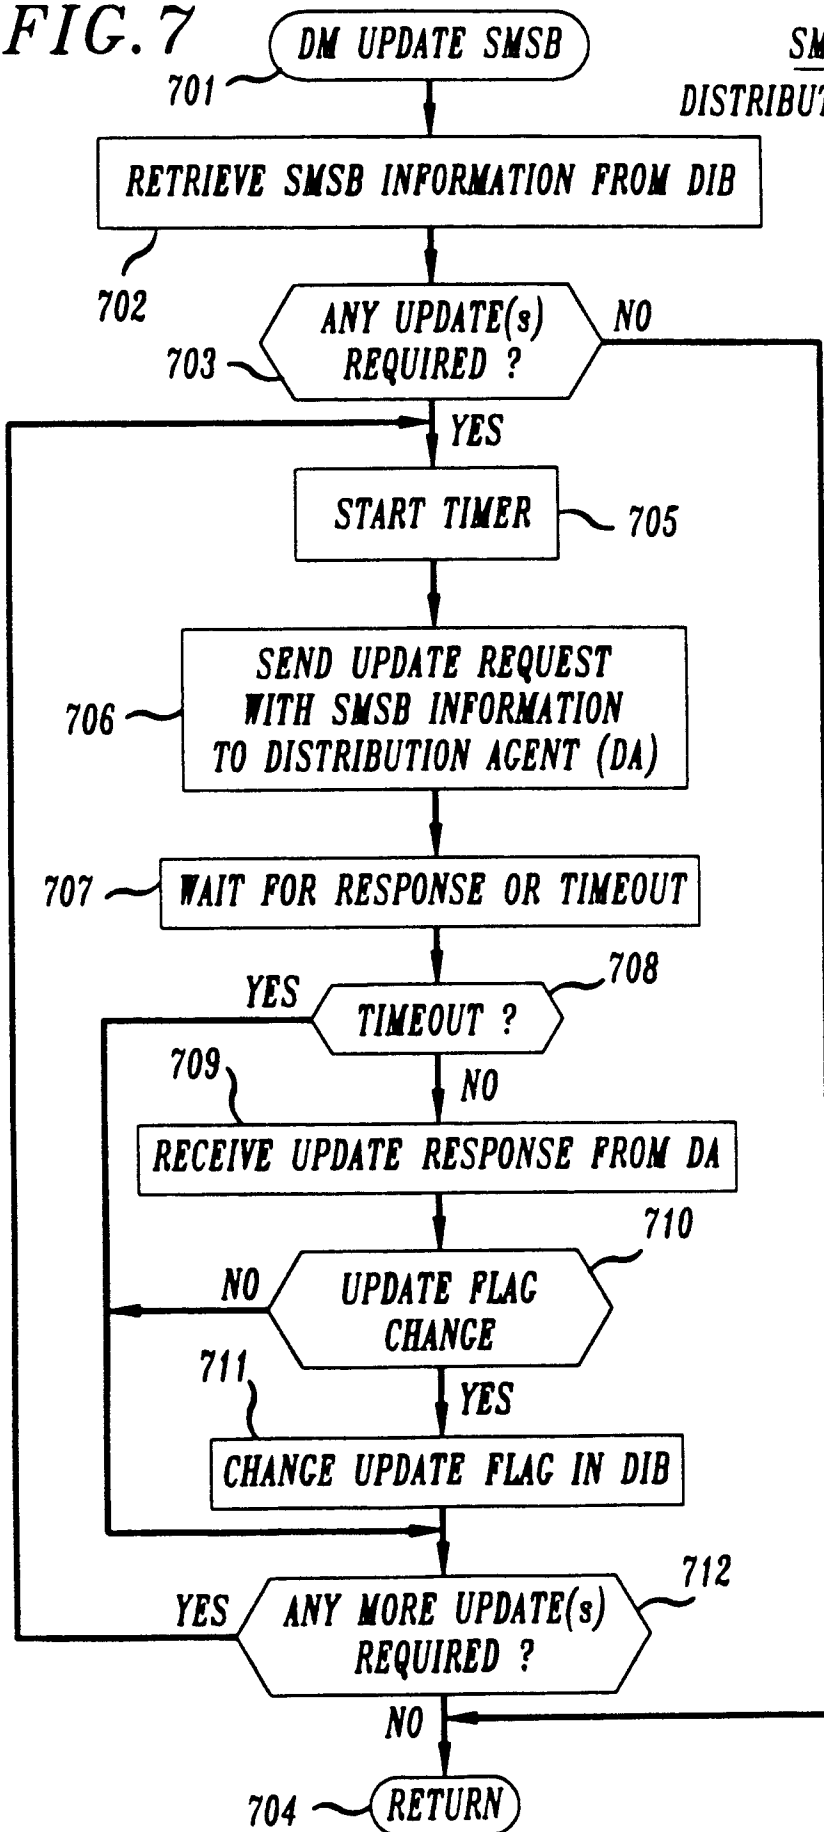 FIG. 7
DM UPDATE SMSB
701
RETRIEVE SMSB INFORMATION FROM DIB
702
ANY UPDATE(s)
REQUIRED ?
NO
703
YES
START TIMER
705
SEND UPDATE REQUEST
WITH SMSB INFORMATION
TO DISTRIBUTION AGENT (DA)
706
WAIT FOR RESPONSE OR TIMEOUT
707
TIMEOUT ?
708
YES
NO
709
RECEIVE UPDATE RESPONSE FROM DA
710
UPDATE FLAG
CHANGE
NO
YES
711
CHANGE UPDATE FLAG IN DIB
712
ANY MORE UPDATE(s)
REQUIRED ?
YES
NO
704
RETURN